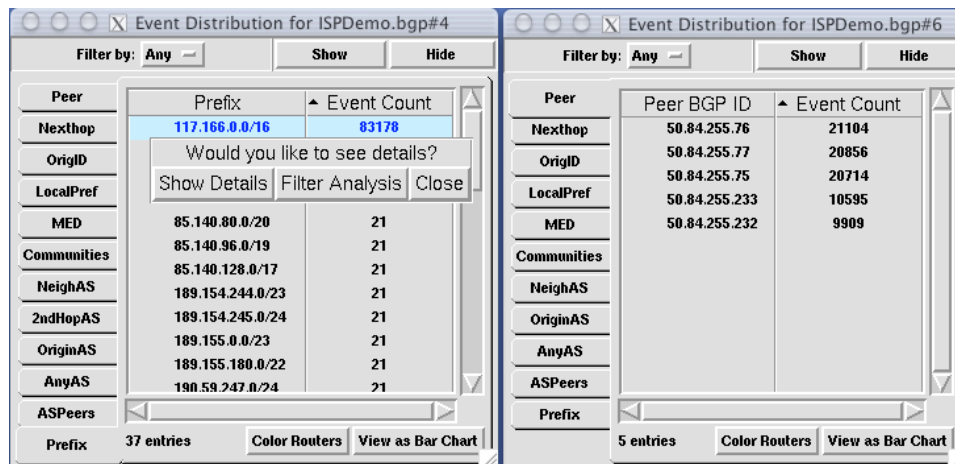 Event Distribution for ISPDemo.bgp#4
Filter by: Any Show Hide
Peer
Nexthop
OrigID
LocalPref
MED
Communities
NeighAS
2ndHopAS
OriginAS
AnyAS
ASPeers
Prefix
Prefix Event Count
117.166.0.0/16 83178
Would you like to see details?
Show Details Filter Analysis Close
85.140.80.0/20 21
85.140.96.0/19 21
85.140.128.0/17 21
189.154.244.0/23 21
189.154.245.0/24 21
189.155.0.0/23 21
189.155.180.0/22 21
190.59.247.0/24 21
37 entries Color Routers View as Bar Chart
Event Distribution for ISPDemo.bgp#6
Filter by: Any Show Hide
Peer
Nexthop
OrigID
LocalPref
MED
Communities
NeighAS
OriginAS
AnyAS
ASPeers
Prefix
Peer BGP ID Event Count
50.84.255.76 21104
50.84.255.77 20856
50.84.255.75 20714
50.84.255.233 10595
50.84.255.232 9909
5 entries Color Routers View as Bar Chart